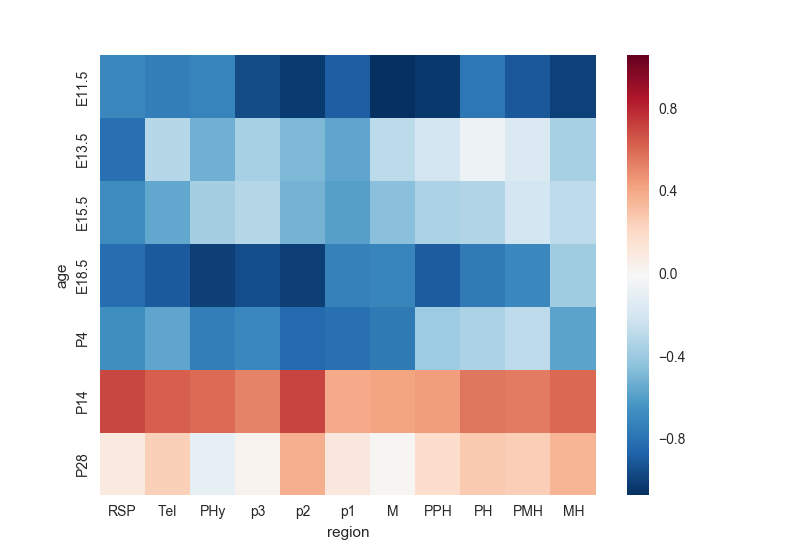 E11.5
E13.5
E15.5
E18.5
P4
P14
P28
age
RSP Tel PHy p3 p2 p1 M PPH PH PMH MH
region
0.8
0.4
0.0
−0.4
−0.8